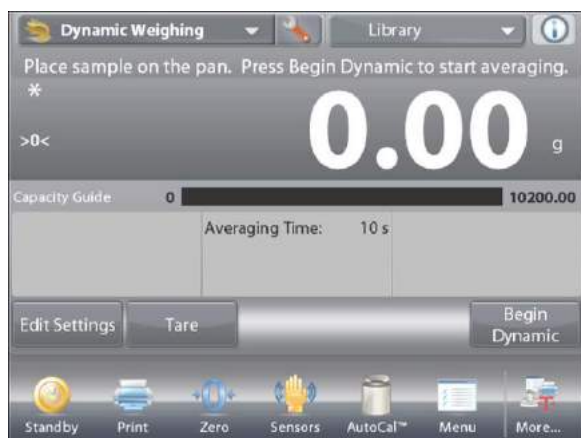 Dynamic Weighing Library
Place sample on the pan. Press Begin Dynamic to start averaging.
*
>0< 0.00 g
Capacity Guide 0 10200.00
Averaging Time: 10 s
Edit Settings Tare Begin Dynamic
Standby Print Zero Sensors AutoCal™ Menu More...